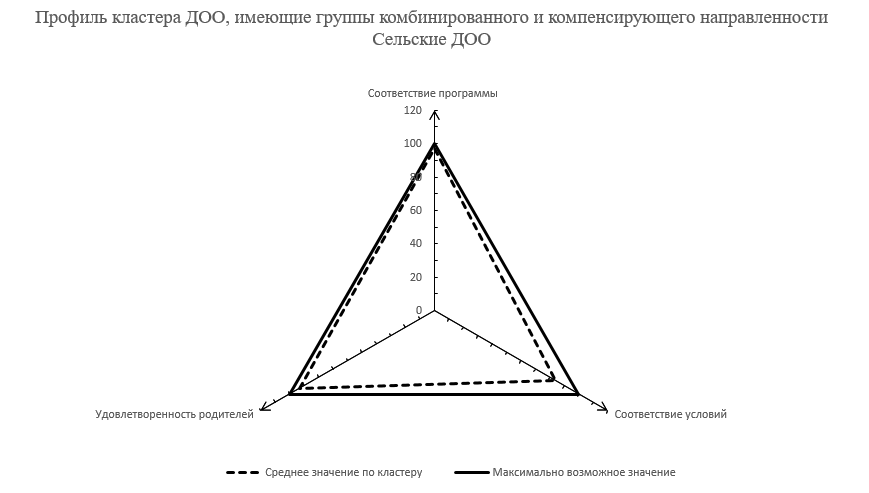 Профиль кластера ДОО, имеющие группы комбинированного и компенсирующего направленности
Сельские ДОО
Соответствие программы
120
100
80
60
40
20
0
Удовлетворенность родителей
Соответствие условий
Среднее значение по кластеру
Максимально возможное значение